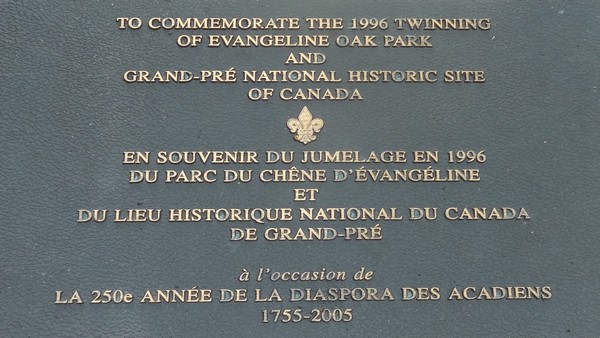 TO COMMEMORATE THE 1996 TWINNING
OF EVANGELINE OAK PARK
AND
GRAND-PRÉ NATIONAL HISTORIC SITE
OF CANADA
EN SOUVENIR DU JUMELAGE EN 1996
DU PARC DU CHÊNE D'ÉVANGÉLINE
ET
DU LIEU HISTORIQUE NATIONAL DU CANADA
DE GRAND-PRÉ
à l'occasion de
LA 250e ANNÉE DE LA DIASPORA DES ACADIENS
1755-2005